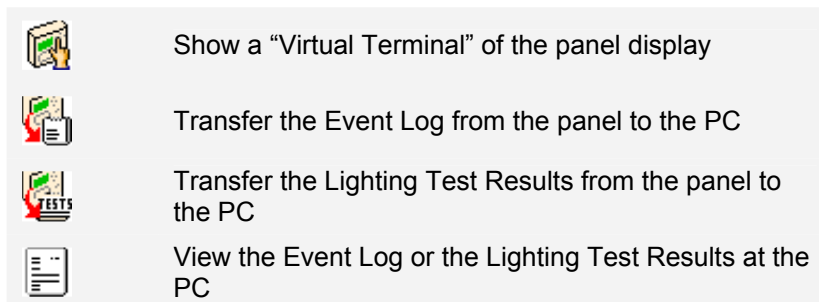 Show a “Virtual Terminal” of the panel display
Transfer the Event Log from the panel to the PC
Transfer the Lighting Test Results from the panel to
the PC
TESTS
View the Event Log or the Lighting Test Results at the
PC